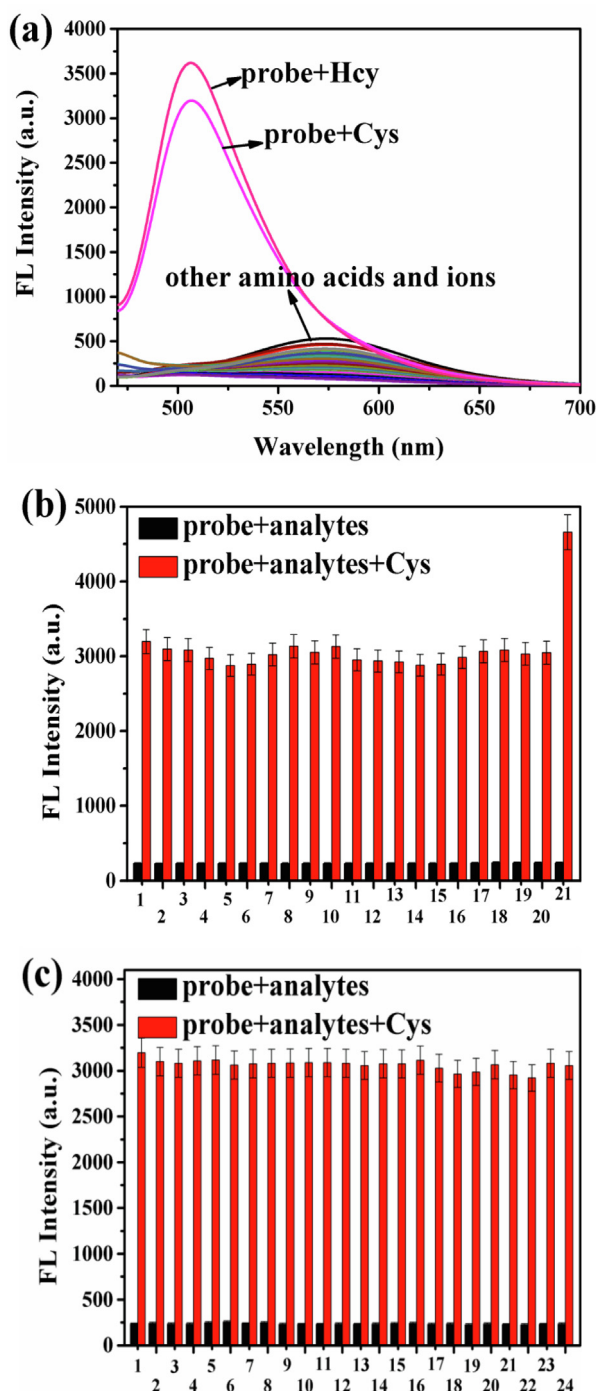 (a)
4000
3500
3000
2500
2000
1500
1000
500
0
FL Intensity (a.u.)
probe+Hcy
probe+Cys
other amino acids and ions
500 550 600 650 700
Wavelength (nm)
(b)
5000
4000
3000
2000
1000
0
FL Intensity (a.u.)
probe+analytes
probe+analytes+Cys
1 3 5 7 9 11 13 15 17 19 21
2 4 6 8 10 12 14 16 18 20
(c)
4000
3500
3000
2500
2000
1500
1000
500
0
FL Intensity (a.u.)
probe+analytes
probe+analytes+Cys
1 3 5 7 9 11 13 15 17 19 21 23
2 4 6 8 10 12 14 16 18 20 22 24